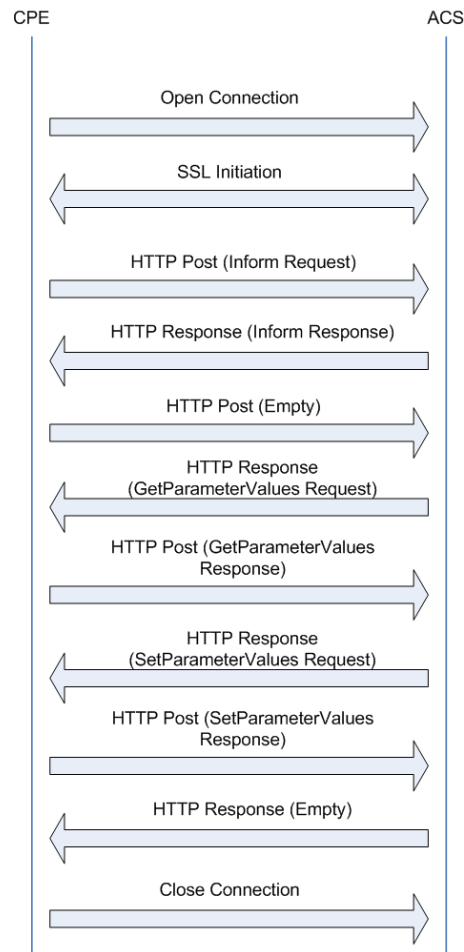 CPE
ACS
Open Connection
SSL Initiation
HTTP Post (Inform Request)
HTTP Response (Inform Response)
HTTP Post (Empty)
HTTP Response
(GetParameterValues Request)
HTTP Post (GetParameterValues
Response)
HTTP Response
(SetParameterValues Request)
HTTP Post (SetParameterValues
Response)
HTTP Response (Empty)
Close Connection